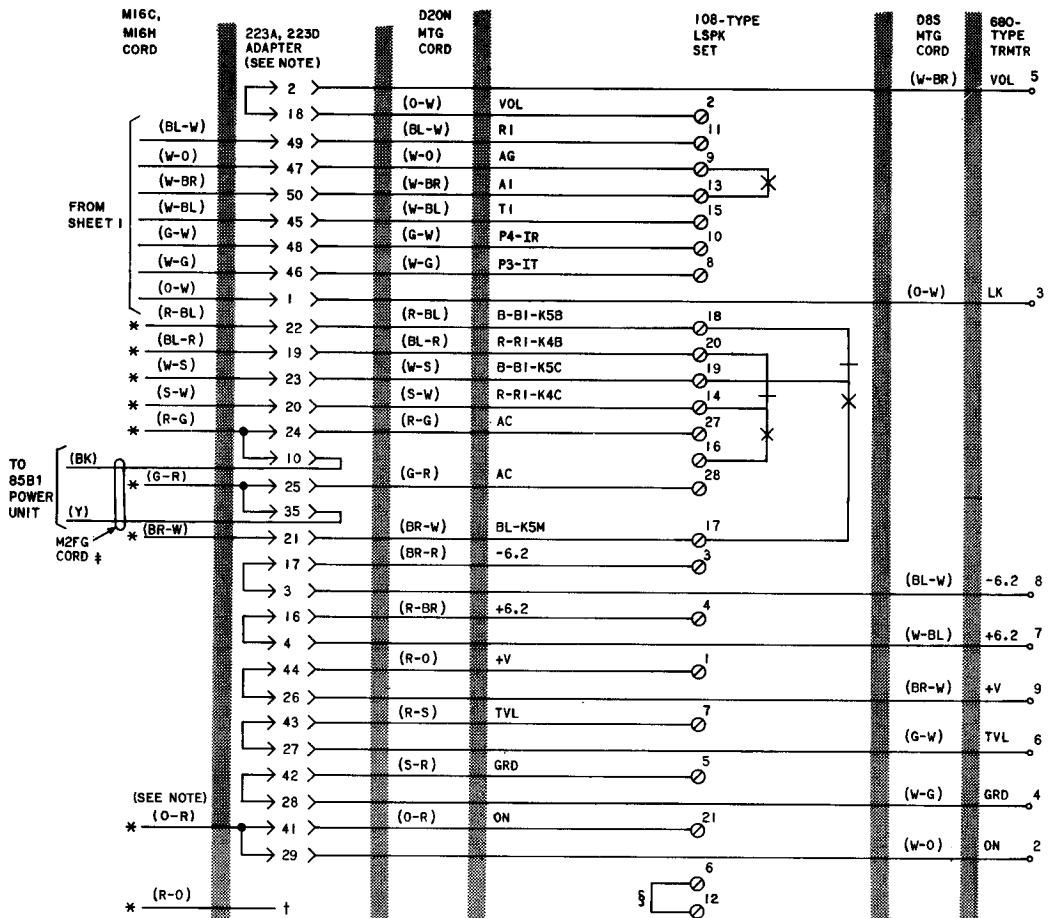 M16C, M16H CORD
223A, 223D ADAPTER (SEE NOTE)
D20N MTG CORD
108-TYPE LSPK SET
D8S MTG CORD
680-TYPE TRMTR
2 (W-BR) VOL 5
18 (O-W) VOL 2
FROM SHEET 1
(BL-W) 49 (BL-W) R1 11
(W-O) 47 (W-O) AG 9
(W-BR) 50 (W-BR) A1 13
(W-BL) 45 (W-BL) T1 15
(G-W) 48 (G-W) P4-IR 10
(W-G) 46 (W-G) P3-IT 8
(O-W) 1 (O-W) LK 3
* (R-BL) 22 (R-BL) B-B1-K5B 18
* (BL-R) 19 (BL-R) R-R1-K4B 20
* (W-S) 23 (W-S) B-B1-K5C 19
* (S-W) 20 (S-W) R-R1-K4C 14
* (R-G) 24 (R-G) AC 27
TO 85B1 POWER UNIT
(BK) 10 16
* (G-R) 25 (G-R) AC 28
(Y) 35
M2FG CORD ‡
* (BR-W) 21 (BR-W) BL-K5M 17
17 (BR-R) -6.2 3
3 (BL-W) -6.2 8
16 (R-BR) +6.2 4
4 (W-BL) +6.2 7
44 (R-O) +V 1
26 (BR-W) +V 9
43 (R-S) TVL 7
27 (G-W) TVL 6
42 (S-R) GRD 5
28 (W-G) GRD 4
(SEE NOTE)
* (O-R) 41 (O-R) ON 21
29 (W-O) ON 2
6
§
12
* (R-O) †